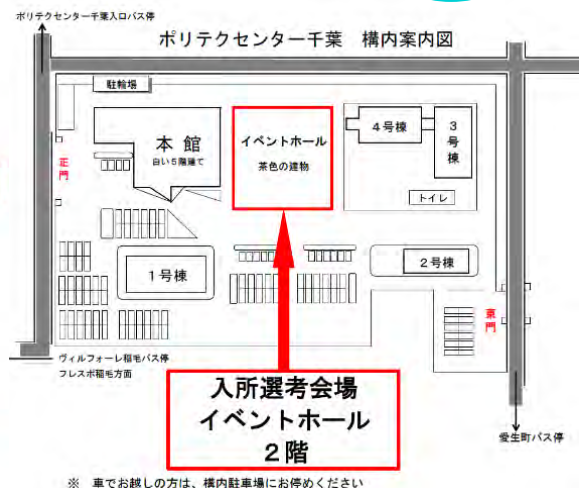 ポリテクセンター千葉入口バス停
ポリテクセンター千葉 構内案内図
駐輪場
本館
白い5階建て
イベントホール
茶色の建物
4号棟
3号棟
正門
トイレ
1号棟
2号棟
東門
ヴィルフォーレ稲毛バス停
フレスポ稲毛方面
入所選考会場
イベントホール
2階
愛生町バス停
※ 車でお越しの方は、構内駐車場にお停めください